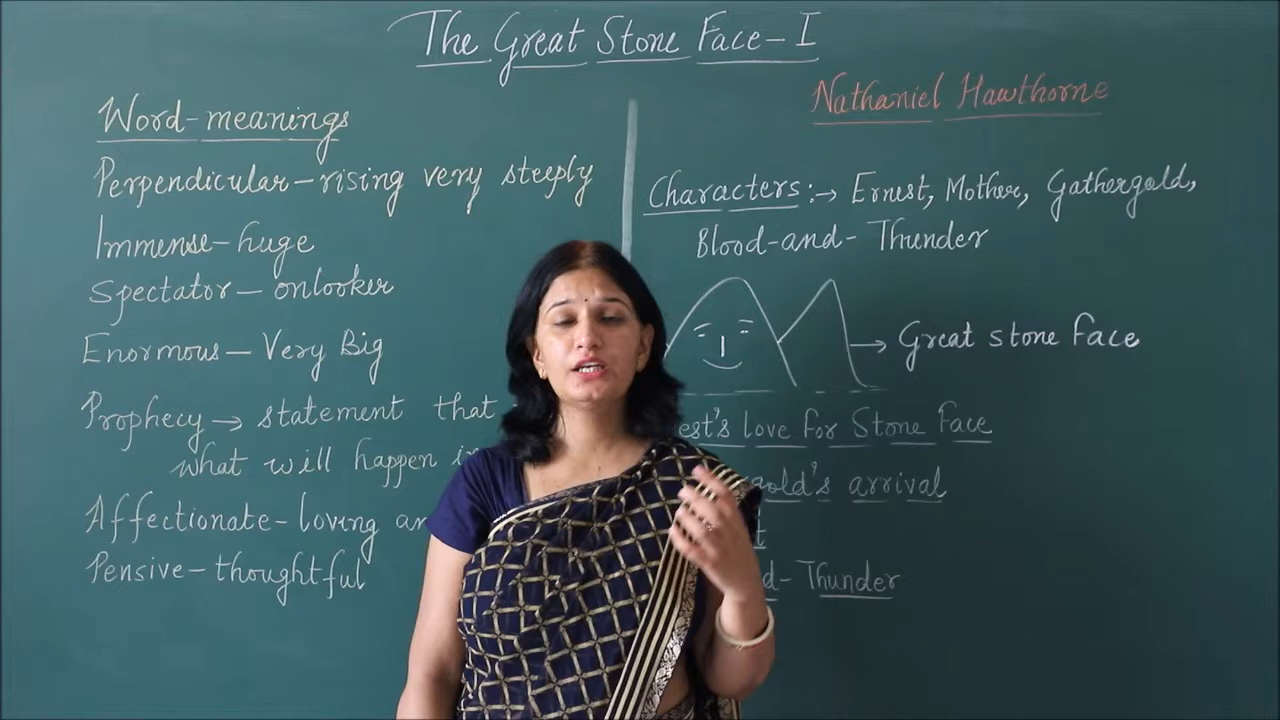 The Great Stone Face-I
Nathaniel Hawthorne
Word-meanings
Perpendicular-rising very steeply
Immense-huge
Spectator-onlooker
Enormous-Very Big
Prophecy → statement that
what will happen
Affectionate-loving
Pensive-thoughtful
Characters :→ Ernest, Mother, Gathergold,
Blood-and-Thunder
→ Great stone face
love for Stone Face
arrival
Thunder